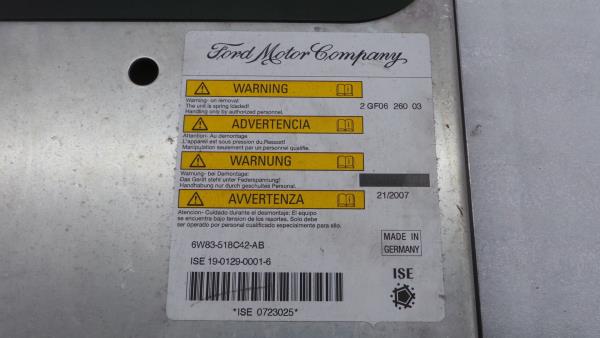 Ford Motor Company
WARNING
Warning- on removal:
The unit is spring loaded!
Handling only by authorized personnel.
2 GF06 260 03
ADVERTENCIA
Attention- Au demontage
L'appareil est sous pression du Ressort!
Manipulation seulement par un personne qualifie.
WARNUNG
Warnung- bei Demontage:
Das Gerät steht unter Federspannung!
Handhabung nur durch geschultes Personal.
21/2007
AVVERTENZA
Atencion- Cuidado durante el desmontaje: El equipo
se encuentra bajo tension de los resortes. Solo debe
ser operado por personal cualificado especialmente para sillo.
6W83-518C42-AB
MADE IN
GERMANY
ISE 19-0129-0001-6
ISE
*ISE 0723025*